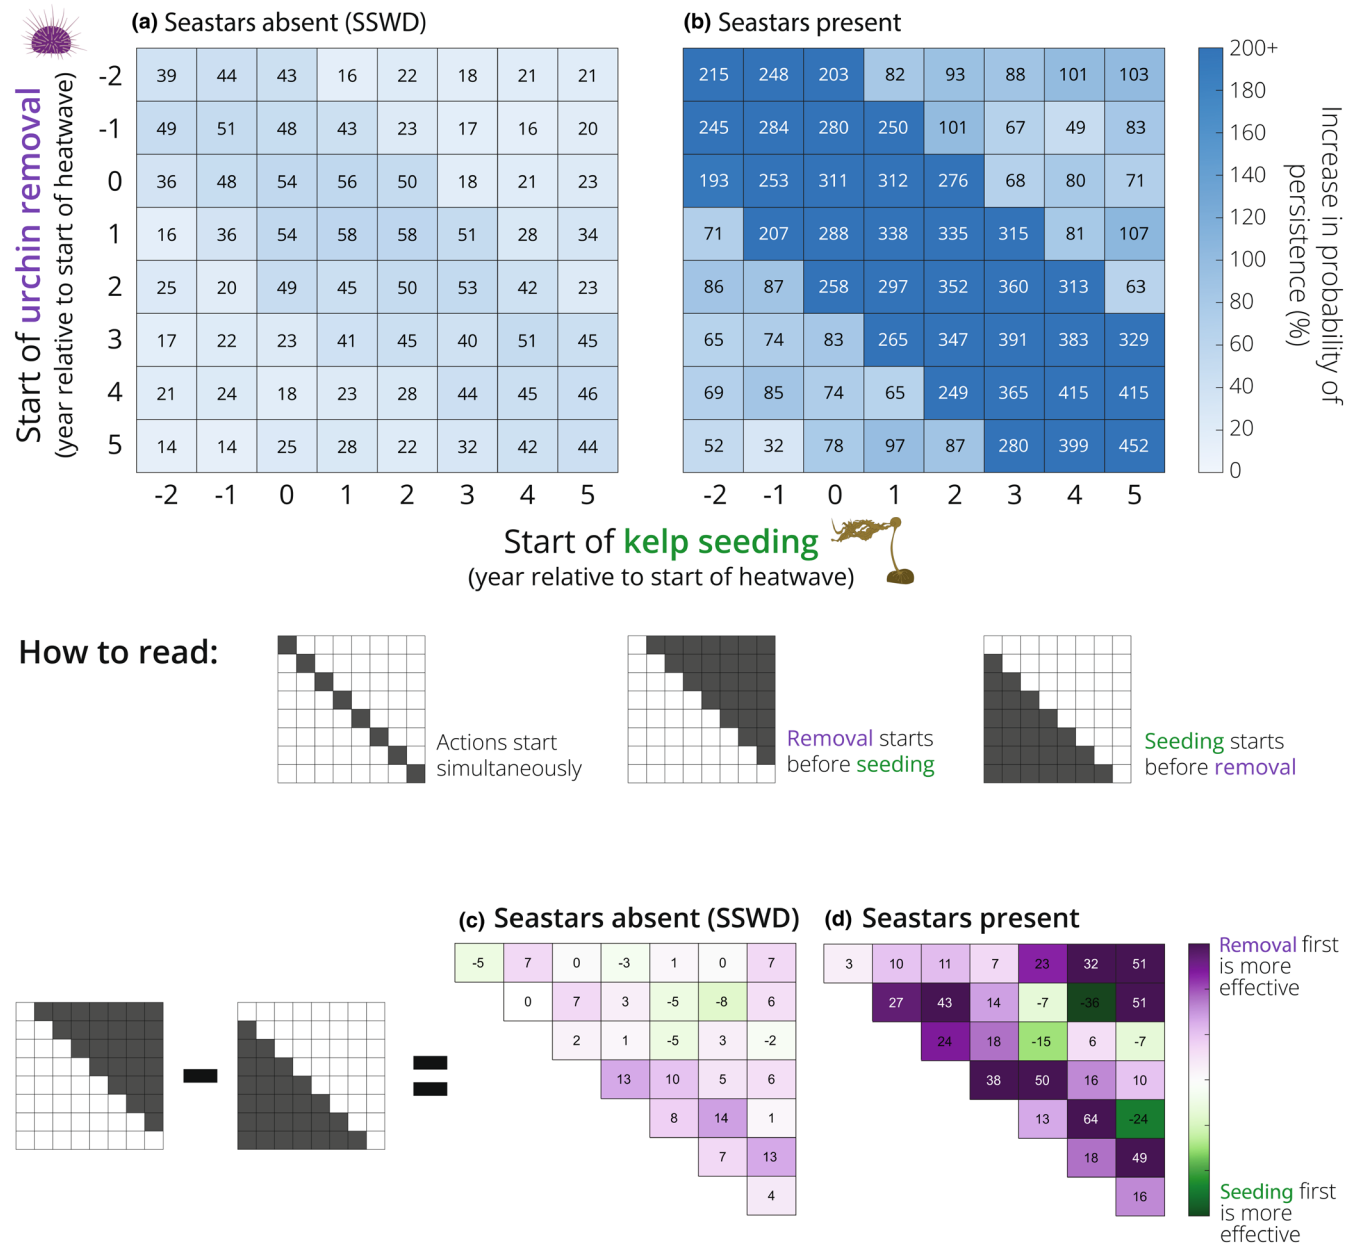 (a) Seastars absent (SSWD)
(b) Seastars present
Start of urchin removal
(year relative to start of heatwave)
-2 39 44 43 16 22 18 21 21
-1 49 51 48 43 23 17 16 20
0 36 48 54 56 50 18 21 23
1 16 36 54 58 58 51 28 34
2 25 20 49 45 50 53 42 23
3 17 22 23 41 45 40 51 45
4 21 24 18 23 28 44 45 46
5 14 14 25 28 22 32 42 44
-2 -1 0 1 2 3 4 5
215 248 203 82 93 88 101 103
245 284 280 250 101 67 49 83
193 253 311 312 276 68 80 71
71 207 288 338 335 315 81 107
86 87 258 297 352 360 313 63
65 74 83 265 347 391 383 329
69 85 74 65 249 365 415 415
52 32 78 97 87 280 399 452
-2 -1 0 1 2 3 4 5
200+
180
160
140
120
100
80
60
40
20
0
Increase in probability of
persistence (%)
Start of kelp seeding
(year relative to start of heatwave)
How to read:
Actions start
simultaneously
Removal starts
before seeding
Seeding starts
before removal
(c) Seastars absent (SSWD)
-5 7 0 -3 1 0 7
0 7 3 -5 -8 6
2 1 -5 3 -2
13 10 5 6
8 14 1
7 13
4
(d) Seastars present
3 10 11 7 23 32 51
27 43 14 -7 -36 51
24 18 -15 6 -7
38 50 16 10
13 64 -24
18 49
16
Removal first
is more
effective
Seeding first
is more
effective